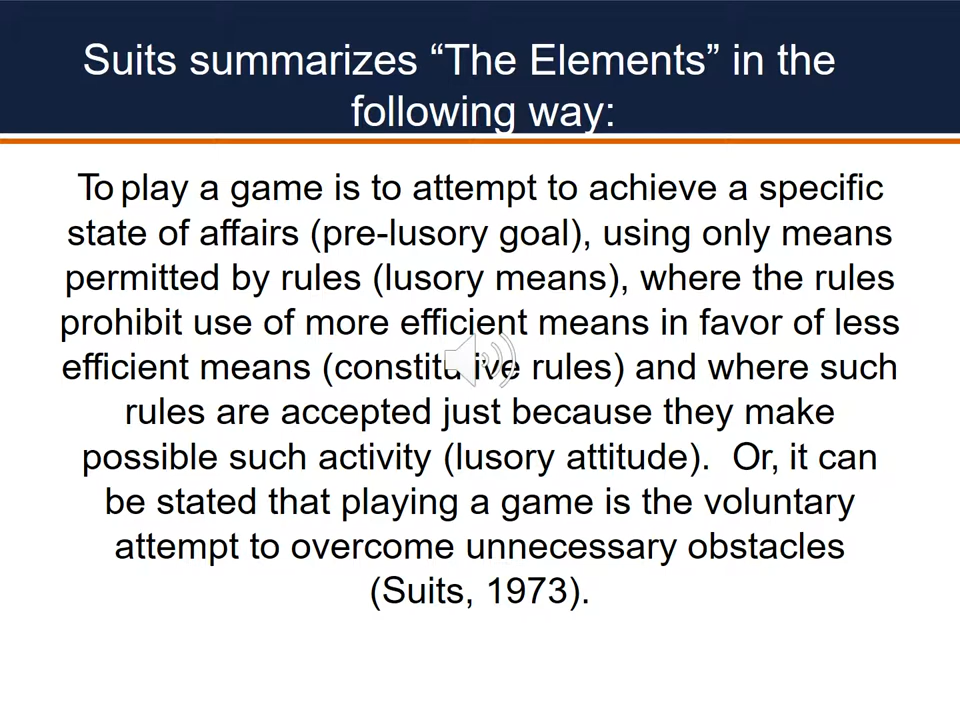 Suits summarizes “The Elements” in the
following way:
To play a game is to attempt to achieve a specific
state of affairs (pre-lusory goal), using only means
permitted by rules (lusory means), where the rules
prohibit use of more efficient means in favor of less
efficient means (constitutive rules) and where such
rules are accepted just because they make
possible such activity (lusory attitude).  Or, it can
be stated that playing a game is the voluntary
attempt to overcome unnecessary obstacles
(Suits, 1973).